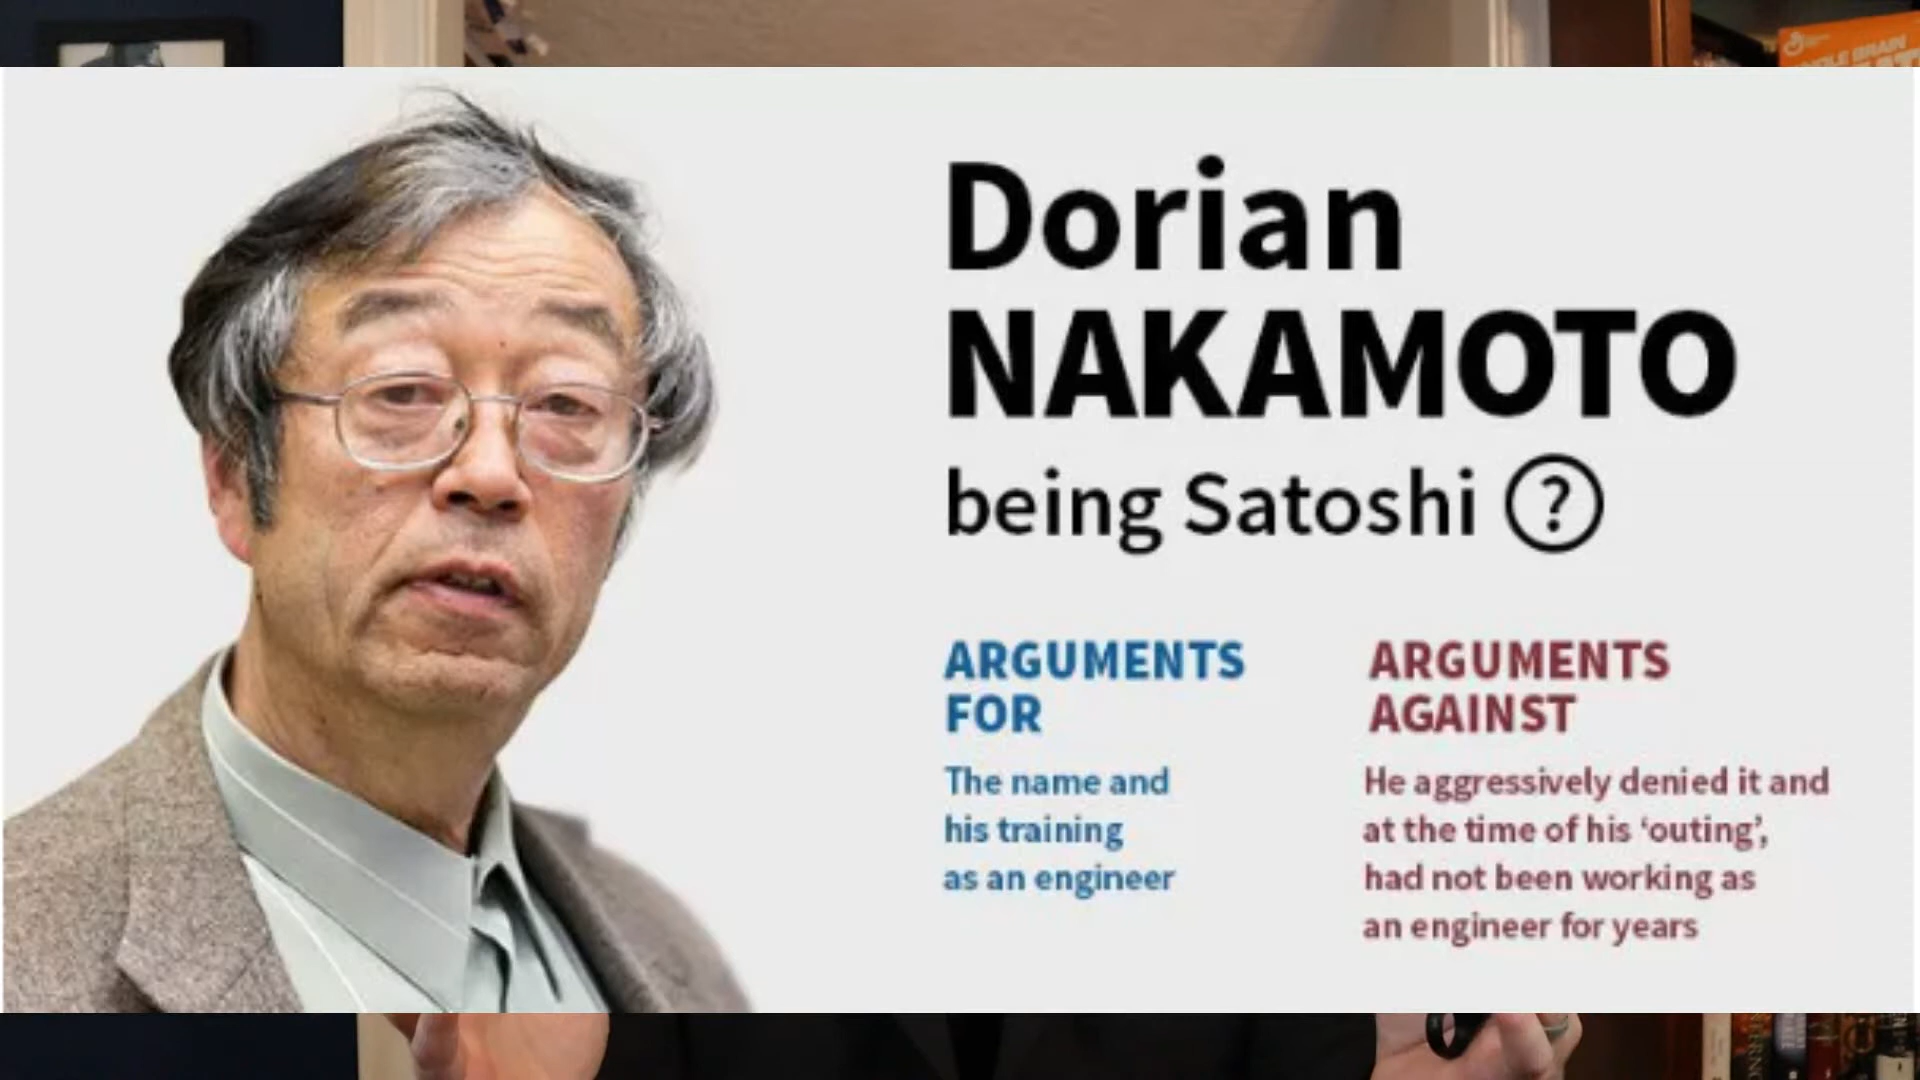 Dorian
NAKAMOTO
being Satoshi ?
ARGUMENTS
FOR
The name and
his training
as an engineer
ARGUMENTS
AGAINST
He aggressively denied it and
at the time of his ‘outing’,
had not been working as
an engineer for years
BRAIN